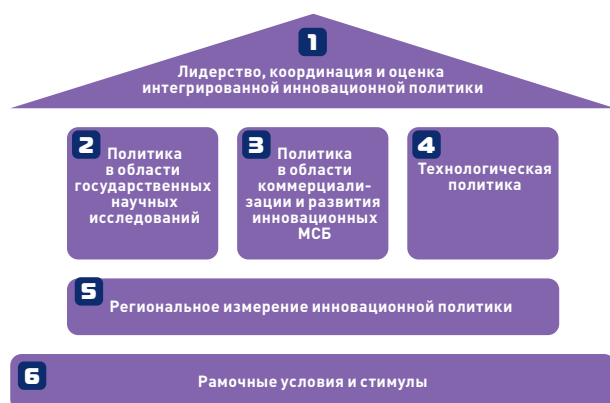 1
Лидерство, координация и оценка
интегрированной инновационной политики
2
Политика
в области
государственных
научных
исследований
3
Политика
в области
коммерциали-
зации и развития
инновационных
МСБ
4
Технологическая
политика
5
Региональное измерение инновационной политики
6
Рамочные условия и стимулы